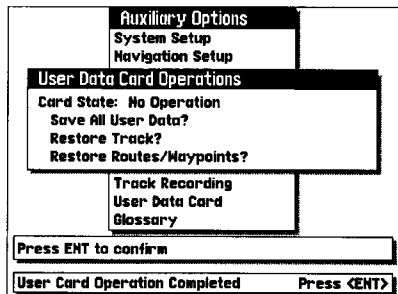 Auxiliary Options
System Setup
Navigation Setup
User Data Card Operations
Card State: No Operation
Save All User Data?
Restore Track?
Restore Routes/Waypoints?
Track Recording
User Data Card
Glossary
Press ENT to confirm
User Card Operation Completed Press <ENT>